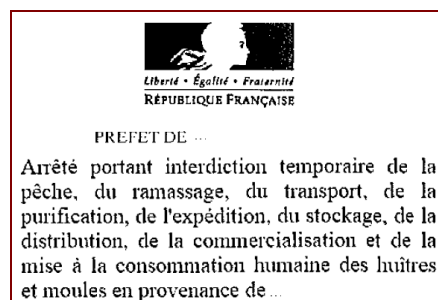 Liberté • Égalité • Fraternité
RÉPUBLIQUE FRANÇAISE
PREFET DE ...
Arrêté portant interdiction temporaire de la
pêche, du ramassage, du transport, de la
purification, de l'expédition, du stockage, de la
distribution, de la commercialisation et de la
mise à la consommation humaine des huîtres
et moules en provenance de ...